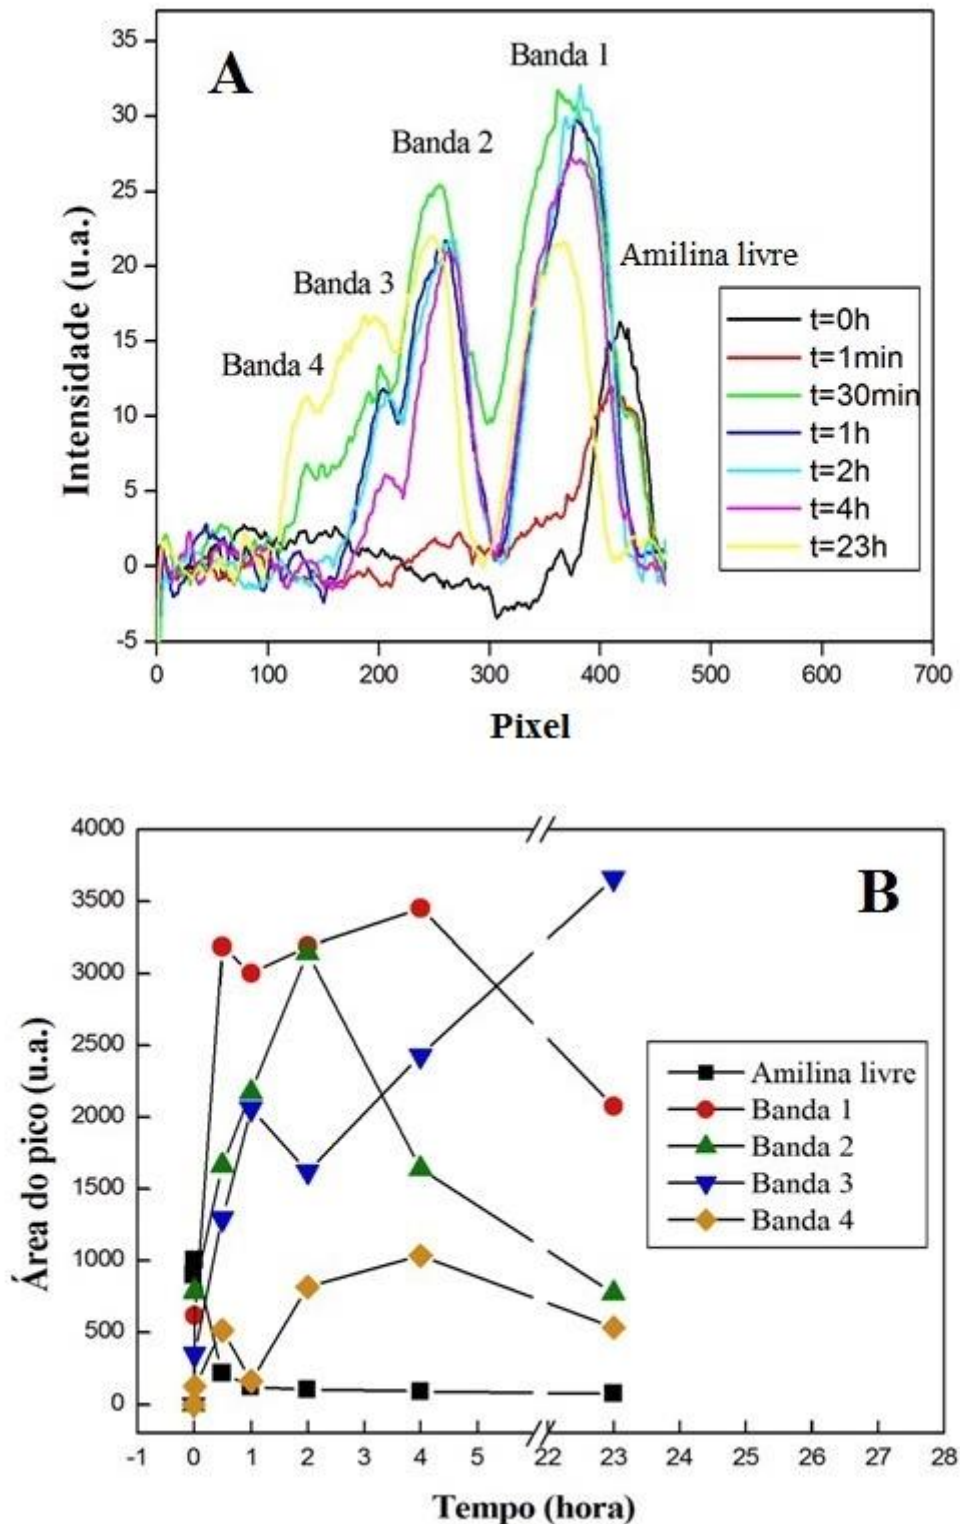 A
Banda 1
Banda 2
Banda 3
Banda 4
Amilina livre
Intensidade (u.a.)
35
30
25
20
15
10
5
0
-5
t=0h
t=1min
t=30min
t=1h
t=2h
t=4h
t=23h
0 100 200 300 400 500 600 700
Pixel
B
Área do pico (u.a.)
4000
3500
3000
2500
2000
1500
1000
500
0
Amilina livre
Banda 1
Banda 2
Banda 3
Banda 4
-1 0 1 2 3 4 5 22 23 24 25 26 27 28
Tempo (hora)